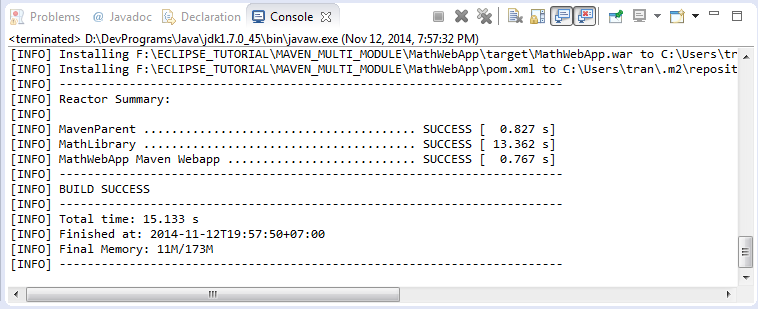 Problems @ Javadoc Declaration Console
<terminated> D:\DevPrograms\Java\jdk1.7.0_45\bin\javaw.exe (Nov 12, 2014, 7:57:32 PM)
[INFO] Installing F:\ECLIPSE_TUTORIAL\MAVEN_MULTI_MODULE\MathWebApp\target\MathWebApp.war to C:\Users\tr
[INFO] Installing F:\ECLIPSE_TUTORIAL\MAVEN_MULTI_MODULE\MathWebApp\pom.xml to C:\Users\tran\.m2\reposit
[INFO] ------------------------------------------------------------------------
[INFO] Reactor Summary:
[INFO]
[INFO] MavenParent ....................................... SUCCESS [  0.827 s]
[INFO] MathLibrary ....................................... SUCCESS [ 13.362 s]
[INFO] MathWebApp Maven Webapp ........................... SUCCESS [  0.767 s]
[INFO] ------------------------------------------------------------------------
[INFO] BUILD SUCCESS
[INFO] ------------------------------------------------------------------------
[INFO] Total time: 15.133 s
[INFO] Finished at: 2014-11-12T19:57:50+07:00
[INFO] Final Memory: 11M/173M
[INFO] ------------------------------------------------------------------------